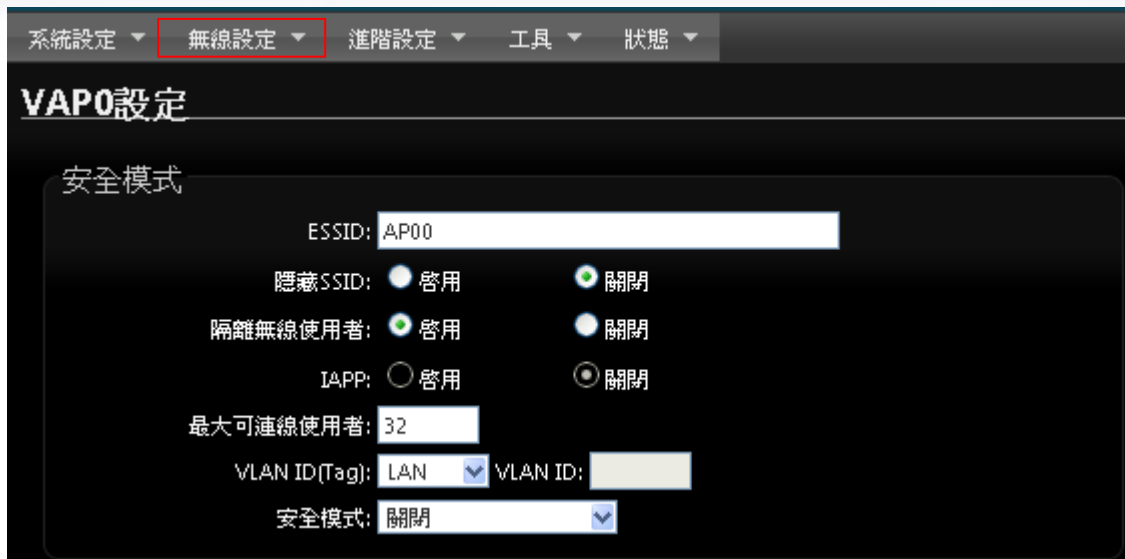 系統設定 無線設定 進階設定 工具 狀態
VAP0設定
安全模式
ESSID: AP00
隱藏SSID: 啓用 關閉
隔離無線使用者: 啓用 關閉
IAPP: 啓用 關閉
最大可連線使用者: 32
VLAN ID(Tag): LAN VLAN ID:
安全模式: 關閉